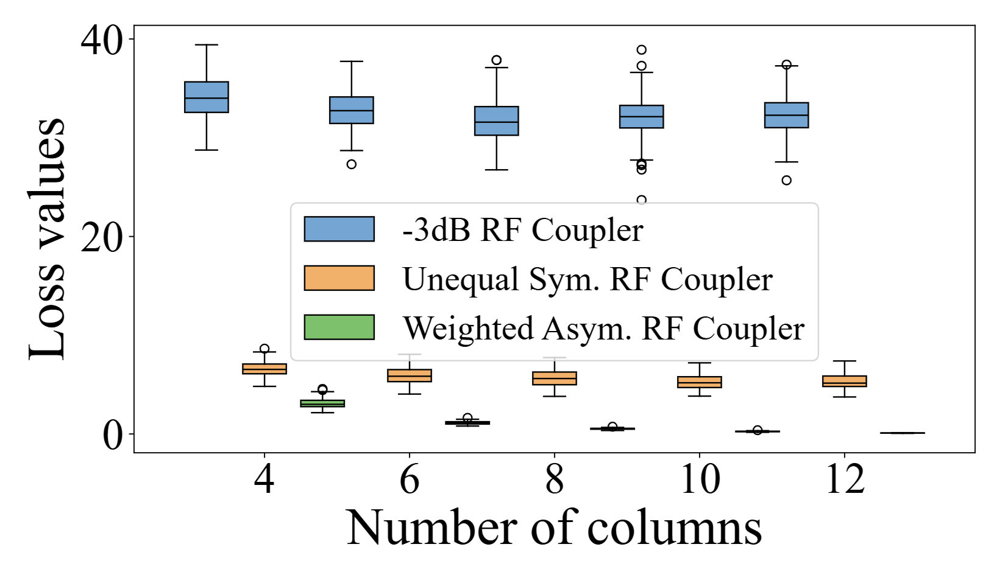 40
20
0
Loss values
-3dB RF Coupler
Unequal Sym. RF Coupler
Weighted Asym. RF Coupler
4 6 8 10 12
Number of columns